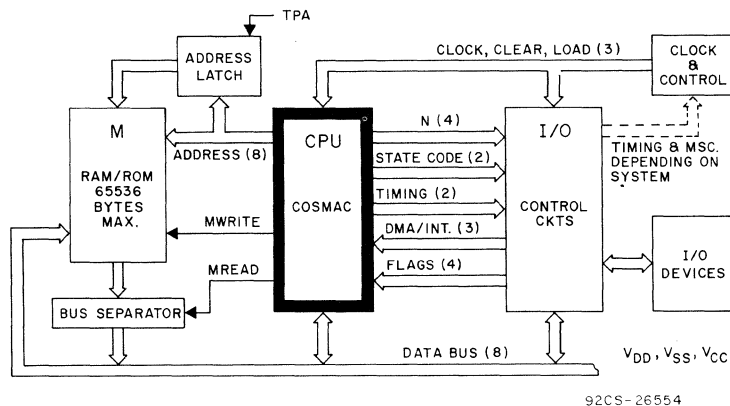 TPA
ADDRESS
LATCH
CLOCK, CLEAR, LOAD (3)
CLOCK
&
CONTROL
M
RAM/ROM
65536
BYTES
MAX.
ADDRESS (8)
CPU
COSMAC
N (4)
STATE CODE (2)
TIMING (2)
DMA/INT. (3)
FLAGS (4)
I/O
CONTROL
CKTS
TIMING & MSC.
DEPENDING ON
SYSTEM
MWRITE
MREAD
BUS SEPARATOR
I/O
DEVICES
DATA BUS (8)
VDD, VSS, VCC
92CS-26554